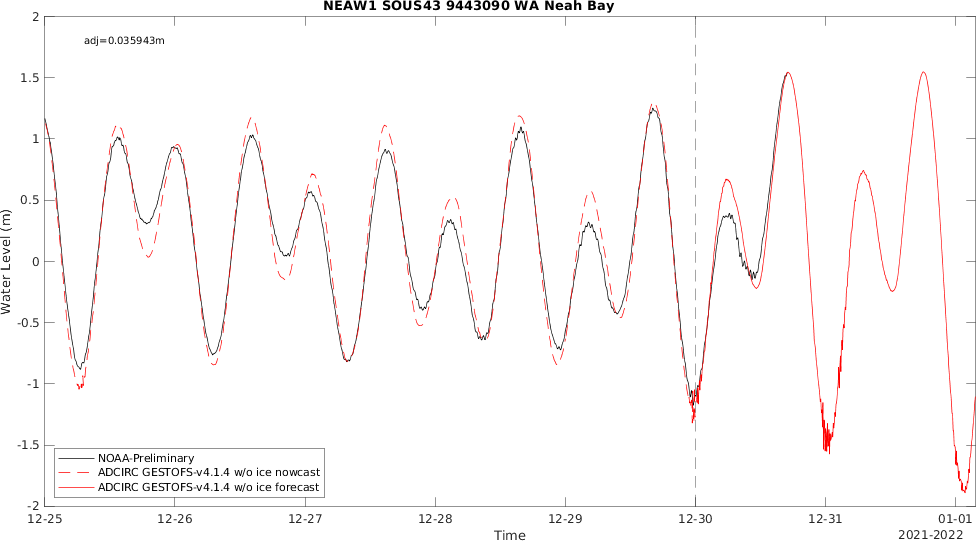 NEAW1 SOUS43 9443090 WA Neah Bay
adj=0.035943m
2
1.5
1
0.5
0
-0.5
-1
-1.5
-2
Water Level (m)
NOAA-Preliminary
ADCIRC GESTOFS-v4.1.4 w/o ice nowcast
ADCIRC GESTOFS-v4.1.4 w/o ice forecast
12-25 12-26 12-27 12-28 12-29 12-30 12-31 01-01
Time
2021-2022